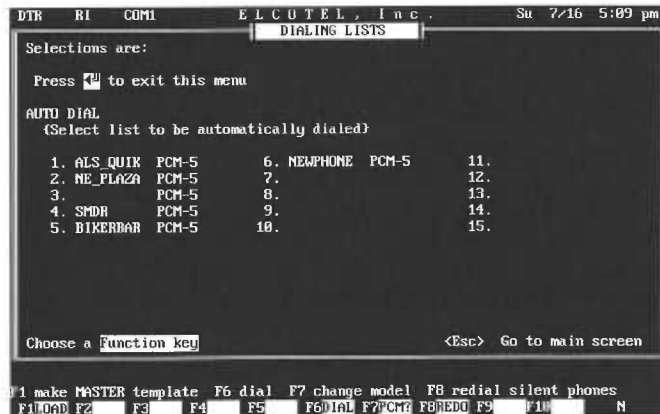 DTR RI COM1 E L C O T E L , I n c . Su 7/16 5:09 pm
DIALING LISTS
Selections are:
Press to exit this menu
AUTO DIAL
{Select list to be automatically dialed}
1. ALS_QUIK PCM-5 6. NEWPHONE PCM-5 11.
2. NE_PLAZA PCM-5 7. 12.
3. PCM-5 8. 13.
4. SMDR PCM-5 9. 14.
5. BIKERBAR PCM-5 10. 15.
Choose a Function key <Esc> Go to main screen
1 make MASTER template F6 dial F7 change model F8 redial silent phones
F1LOAD F2 F3 F4 F5 F6DIAL F7PCM? F8REDO F9 N